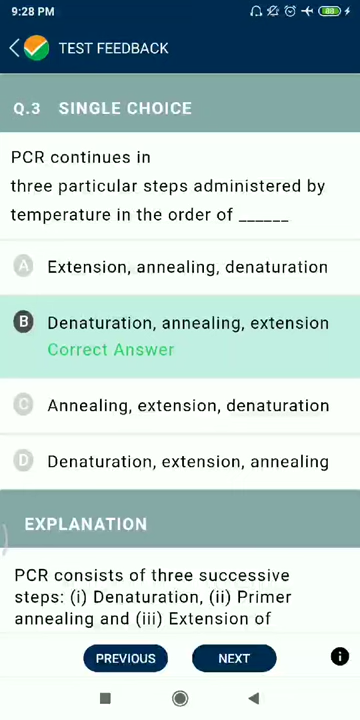 9:28 PM
88
TEST FEEDBACK
Q.3 SINGLE CHOICE
PCR continues in
three particular steps administered by
temperature in the order of ______
A Extension, annealing, denaturation
B Denaturation, annealing, extension
Correct Answer
C Annealing, extension, denaturation
D Denaturation, extension, annealing
EXPLANATION
PCR consists of three successive
steps: (i) Denaturation, (ii) Primer
annealing and (iii) Extension of
PREVIOUS NEXT i